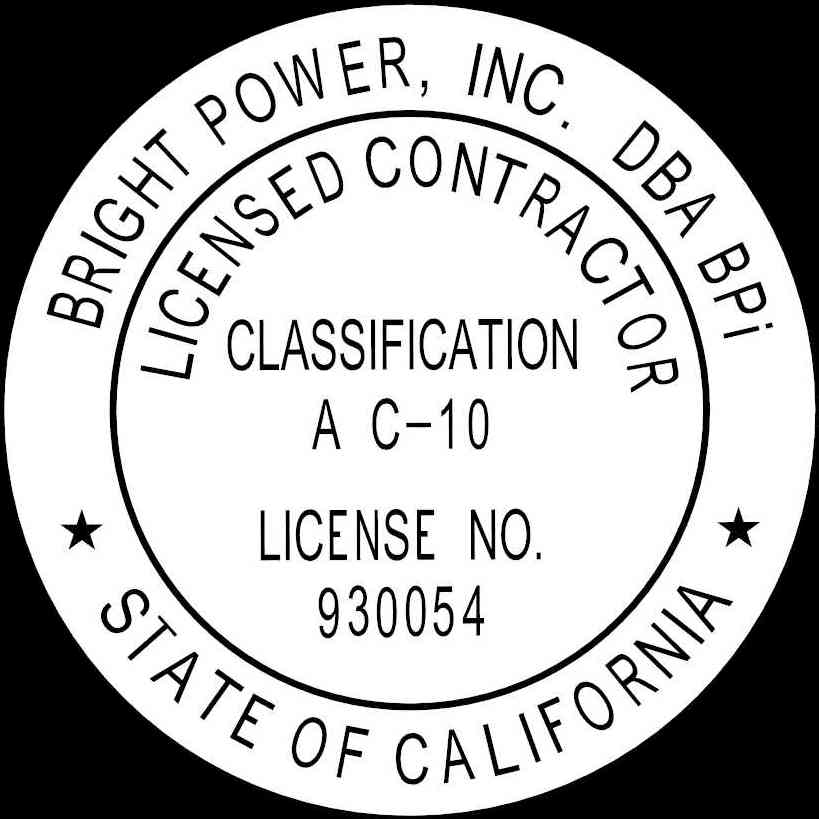 BRIGHT POWER, INC. DBA BPi
LICENSED CONTRACTOR
CLASSIFICATION
A C-10
LICENSE NO.
930054
STATE OF CALIFORNIA